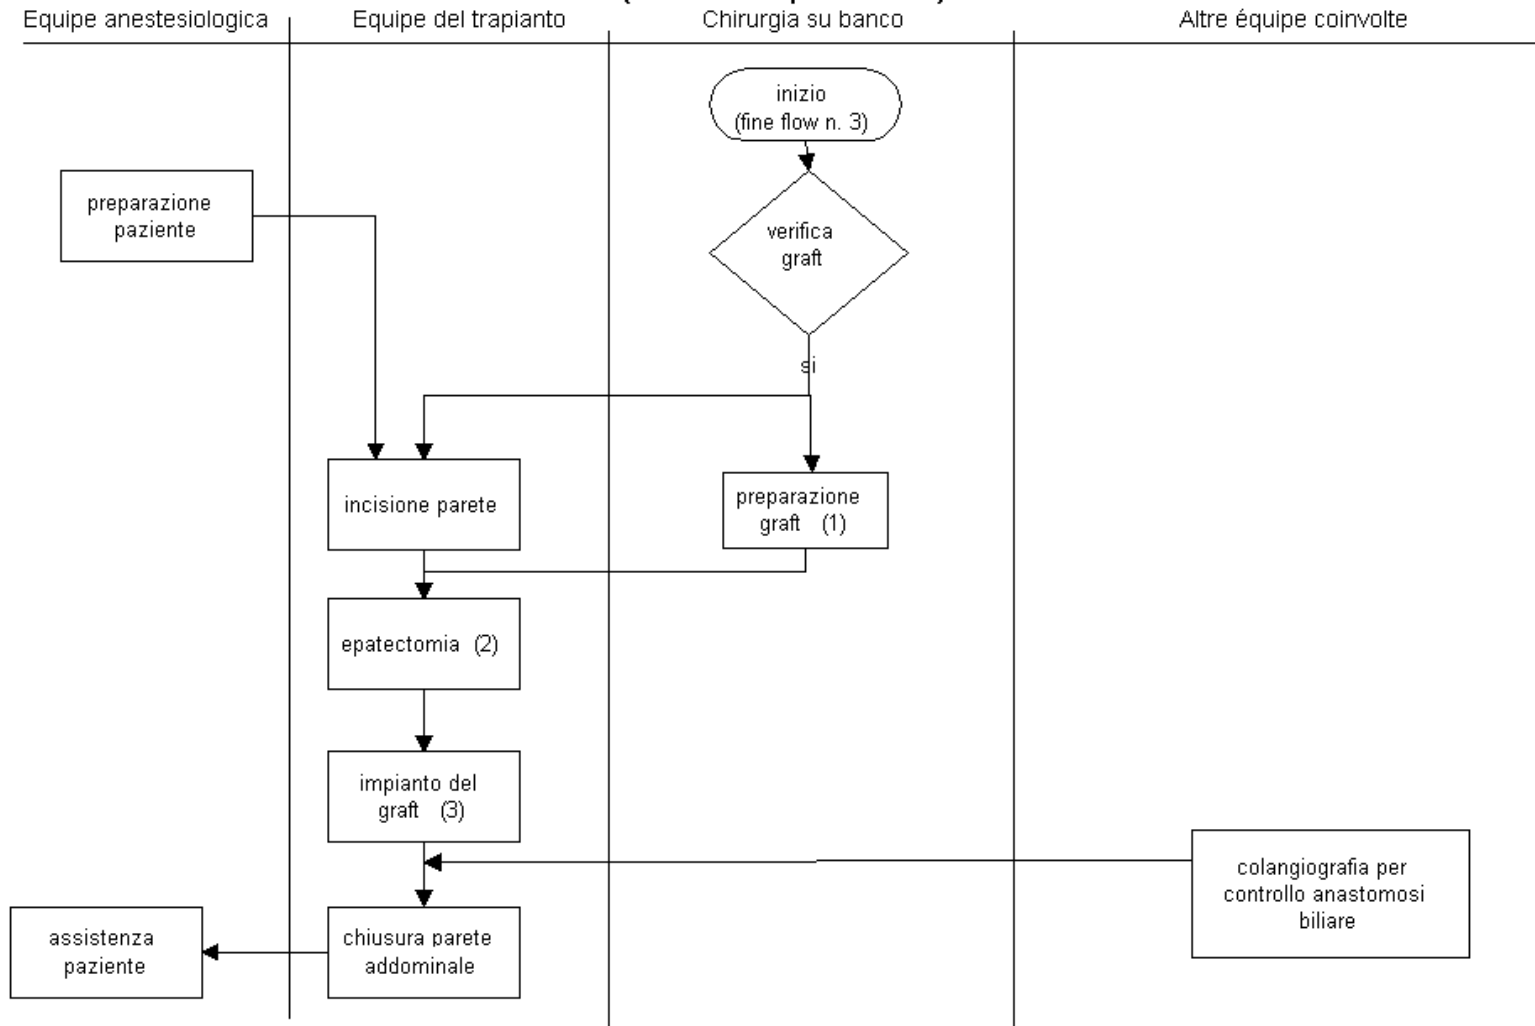 Equipe anestesiologica
Equipe del trapianto
Chirurgia su banco
Altre équipe coinvolte
inizio
(fine flow n. 3)
preparazione
paziente
verifica
graft
si
incisione parete
preparazione
graft (1)
epatectomia (2)
impianto del
graft (3)
colangiografia per
controllo anastomosi
biliare
assistenza
paziente
chiusura parete
addominale